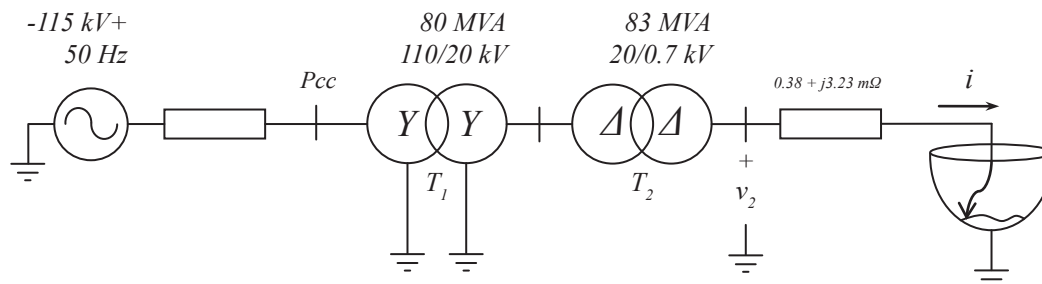 -115 kV+
50 Hz
Pcc
80 MVA
110/20 kV
Y Y
T1
83 MVA
20/0.7 kV
Δ Δ
T2
+
v2
0.38 + j3.23 mΩ
i